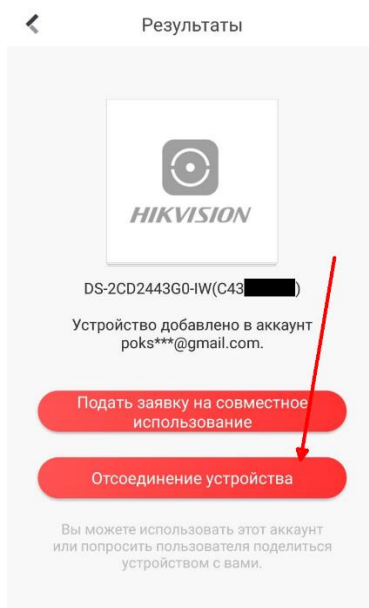 Результаты
HIKVISION
DS-2CD2443G0-IW(C43 )
Устройство добавлено в аккаунт
poks***@gmail.com.
Подать заявку на совместное
использование
Отсоединение устройства
Вы можете использовать этот аккаунт
или попросить пользователя поделиться
устройством с вами.